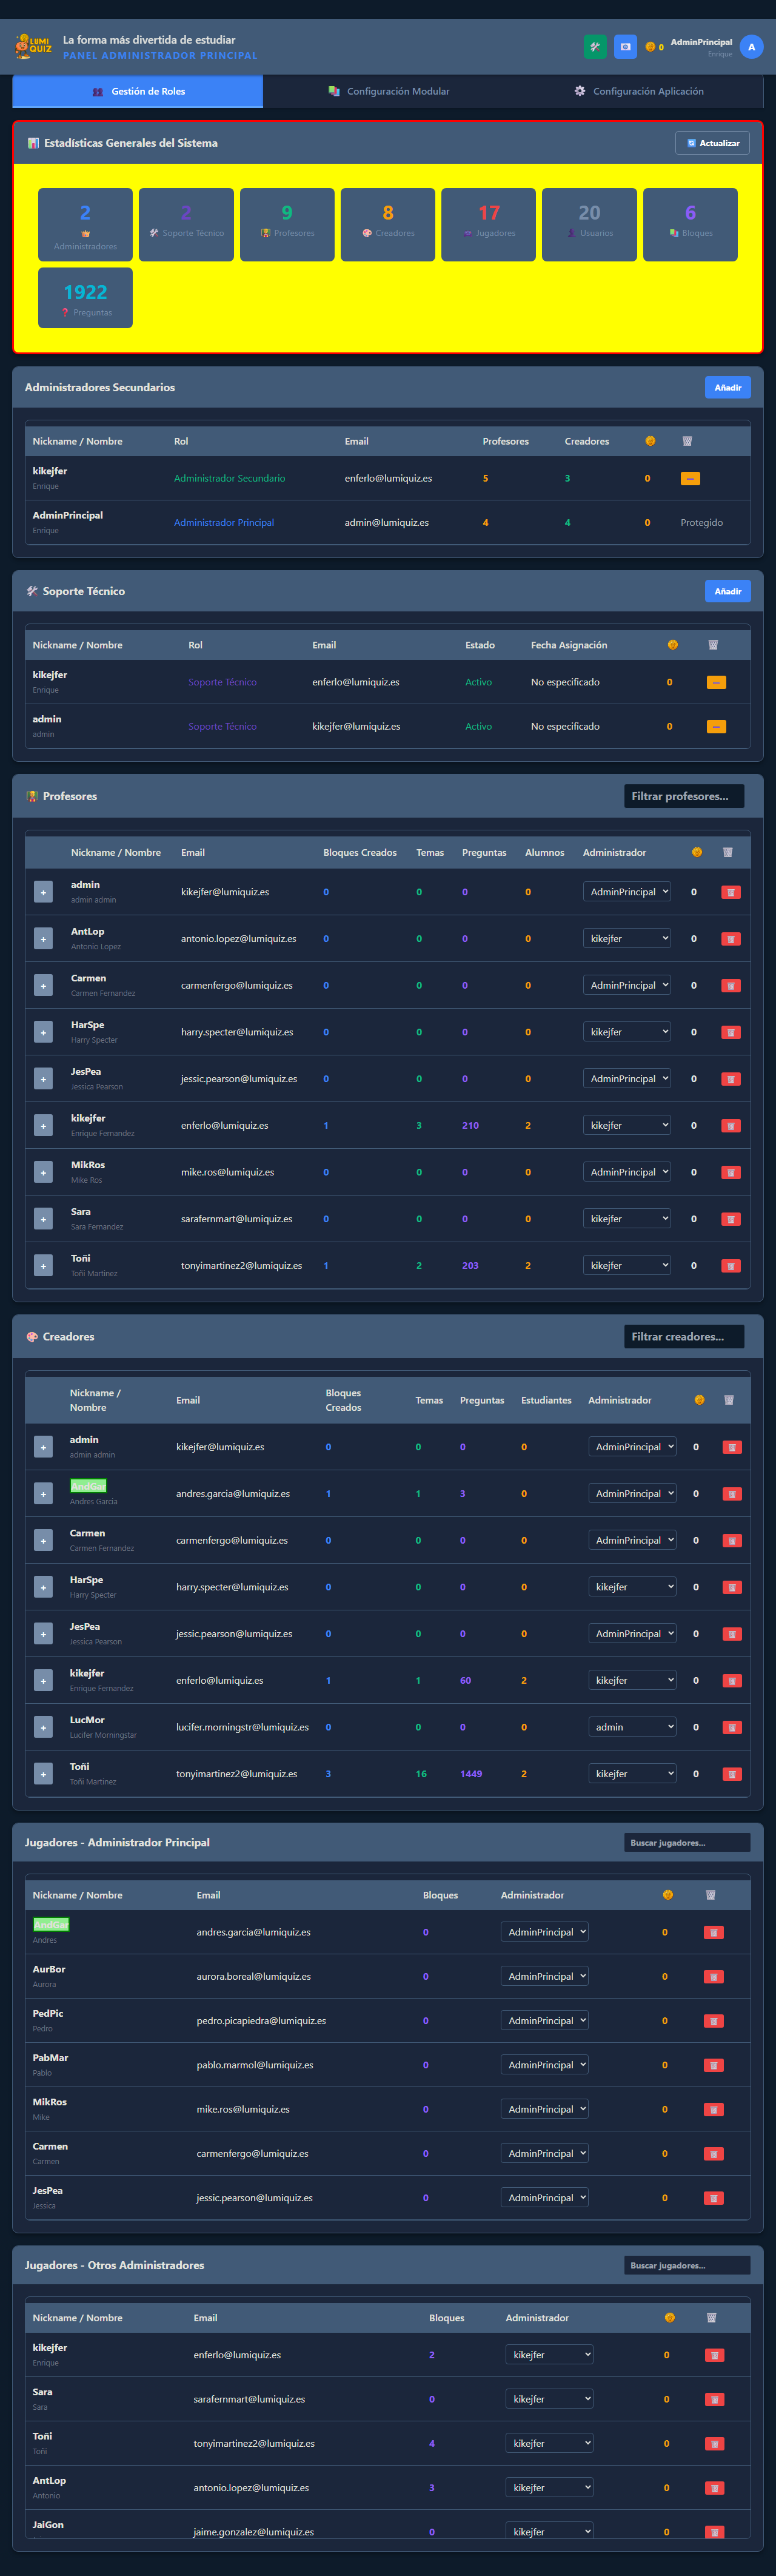 LUMI
QUIZ
La forma más divertida de estudiar
PANEL ADMINISTRADOR PRINCIPAL
0
AdminPrincipal
Enrique
A
Gestión de Roles
Configuración Modular
Configuración Aplicación
Estadísticas Generales del Sistema
Actualizar
2
Administradores
2
Soporte Técnico
9
Profesores
8
Creadores
17
Jugadores
20
Usuarios
6
Bloques
1922
Preguntas
Administradores Secundarios
Añadir
Nickname / Nombre Rol Email Profesores Creadores
kikejfer
Enrique
Administrador Secundario enferlo@lumiquiz.es 5 3 0
AdminPrincipal
Enrique
Administrador Principal admin@lumiquiz.es 4 4 0 Protegido
Soporte Técnico
Añadir
Nickname / Nombre Rol Email Estado Fecha Asignación
kikejfer
Enrique
Soporte Técnico enferlo@lumiquiz.es Activo No especificado 0
admin
admin
Soporte Técnico kikejfer@lumiquiz.es Activo No especificado 0
Profesores
Filtrar profesores...
Nickname / Nombre Email Bloques Creados Temas Preguntas Alumnos Administrador
+ admin
admin admin
kikejfer@lumiquiz.es 0 0 0 0 AdminPrincipal 0
+ AntLop
Antonio Lopez
antonio.lopez@lumiquiz.es 0 0 0 0 kikejfer 0
+ Carmen
Carmen Fernandez
carmenfergo@lumiquiz.es 0 0 0 0 AdminPrincipal 0
+ HarSpe
Harry Specter
harry.specter@lumiquiz.es 0 0 0 0 kikejfer 0
+ JesPea
Jessica Pearson
jessic.pearson@lumiquiz.es 0 0 0 0 AdminPrincipal 0
+ kikejfer
Enrique Fernandez
enferlo@lumiquiz.es 1 3 210 2 kikejfer 0
+ MikRos
Mike Ros
mike.ros@lumiquiz.es 0 0 0 0 AdminPrincipal 0
+ Sara
Sara Fernandez
sarafernmart@lumiquiz.es 0 0 0 0 kikejfer 0
+ Toñi
Toñi Martinez
tonyimartinez2@lumiquiz.es 1 2 203 2 kikejfer 0
Creadores
Filtrar creadores...
Nickname /
Nombre
Email
Bloques
Creados
Temas Preguntas Estudiantes Administrador
+ admin
admin admin
kikejfer@lumiquiz.es 0 0 0 0 AdminPrincipal 0
+ AndGar
Andres Garcia
andres.garcia@lumiquiz.es 1 1 3 0 AdminPrincipal 0
+ Carmen
Carmen Fernandez
carmenfergo@lumiquiz.es 0 0 0 0 AdminPrincipal 0
+ HarSpe
Harry Specter
harry.specter@lumiquiz.es 0 0 0 0 kikejfer 0
+ JesPea
Jessica Pearson
jessic.pearson@lumiquiz.es 0 0 0 0 AdminPrincipal 0
+ kikejfer
Enrique Fernandez
enferlo@lumiquiz.es 1 1 60 2 kikejfer 0
+ LucMor
Lucifer Morningstar
lucifer.morningstr@lumiquiz.es 0 0 0 0 admin 0
+ Toñi
Toñi Martinez
tonyimartinez2@lumiquiz.es 3 16 1449 2 kikejfer 0
Jugadores - Administrador Principal
Buscar jugadores...
Nickname / Nombre Email Bloques Administrador
AndGar
Andres
andres.garcia@lumiquiz.es 0 AdminPrincipal 0
AurBor
Aurora
aurora.boreal@lumiquiz.es 0 AdminPrincipal 0
PedPic
Pedro
pedro.picapiedra@lumiquiz.es 0 AdminPrincipal 0
PabMar
Pablo
pablo.marmol@lumiquiz.es 0 AdminPrincipal 0
MikRos
Mike
mike.ros@lumiquiz.es 0 AdminPrincipal 0
Carmen
Carmen
carmenfergo@lumiquiz.es 0 AdminPrincipal 0
JesPea
Jessica
jessic.pearson@lumiquiz.es 0 AdminPrincipal 0
Jugadores - Otros Administradores
Buscar jugadores...
Nickname / Nombre Email Bloques Administrador
kikejfer
Enrique
enferlo@lumiquiz.es 2 kikejfer 0
Sara
Sara
sarafernmart@lumiquiz.es 0 kikejfer 0
Toñi
Toñi
tonyimartinez2@lumiquiz.es 4 kikejfer 0
AntLop
Antonio
antonio.lopez@lumiquiz.es 3 kikejfer 0
JaiGon
jaime.gonzalez@lumiquiz.es 0 kikejfer 0